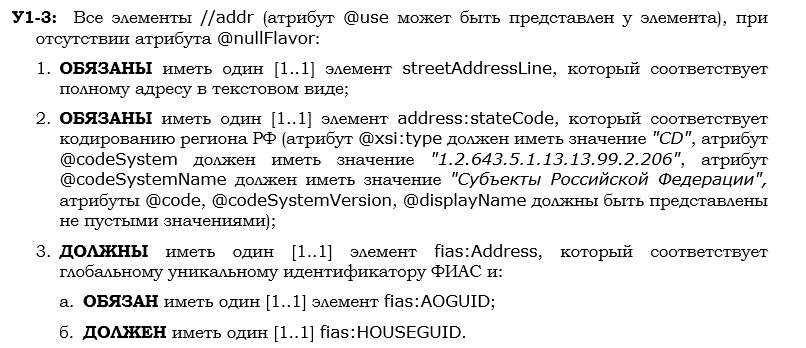 У1-3: Все элементы //addr (атрибут @use может быть представлен у элемента), при
отсутствии атрибута @nullFlavor:
1. ОБЯЗАНЫ иметь один [1..1] элемент streetAddressLine, который соответствует
полному адресу в текстовом виде;
2. ОБЯЗАНЫ иметь один [1..1] элемент address:stateCode, который соответствует
кодированию региона РФ (атрибут @xsi:type должен иметь значение "CD", атрибут
@codeSystem должен иметь значение "1.2.643.5.1.13.13.99.2.206", атрибут
@codeSystemName должен иметь значение "Субъекты Российской Федерации",
атрибуты @code, @codeSystemVersion, @displayName должны быть представлены
не пустыми значениями);
3. ДОЛЖНЫ иметь один [1..1] элемент fias:Address, который соответствует
глобальному уникальному идентификатору ФИАС и:
а. ОБЯЗАН иметь один [1..1] элемент fias:AOGUID;
б. ДОЛЖЕН иметь один [1..1] fias:HOUSEGUID.